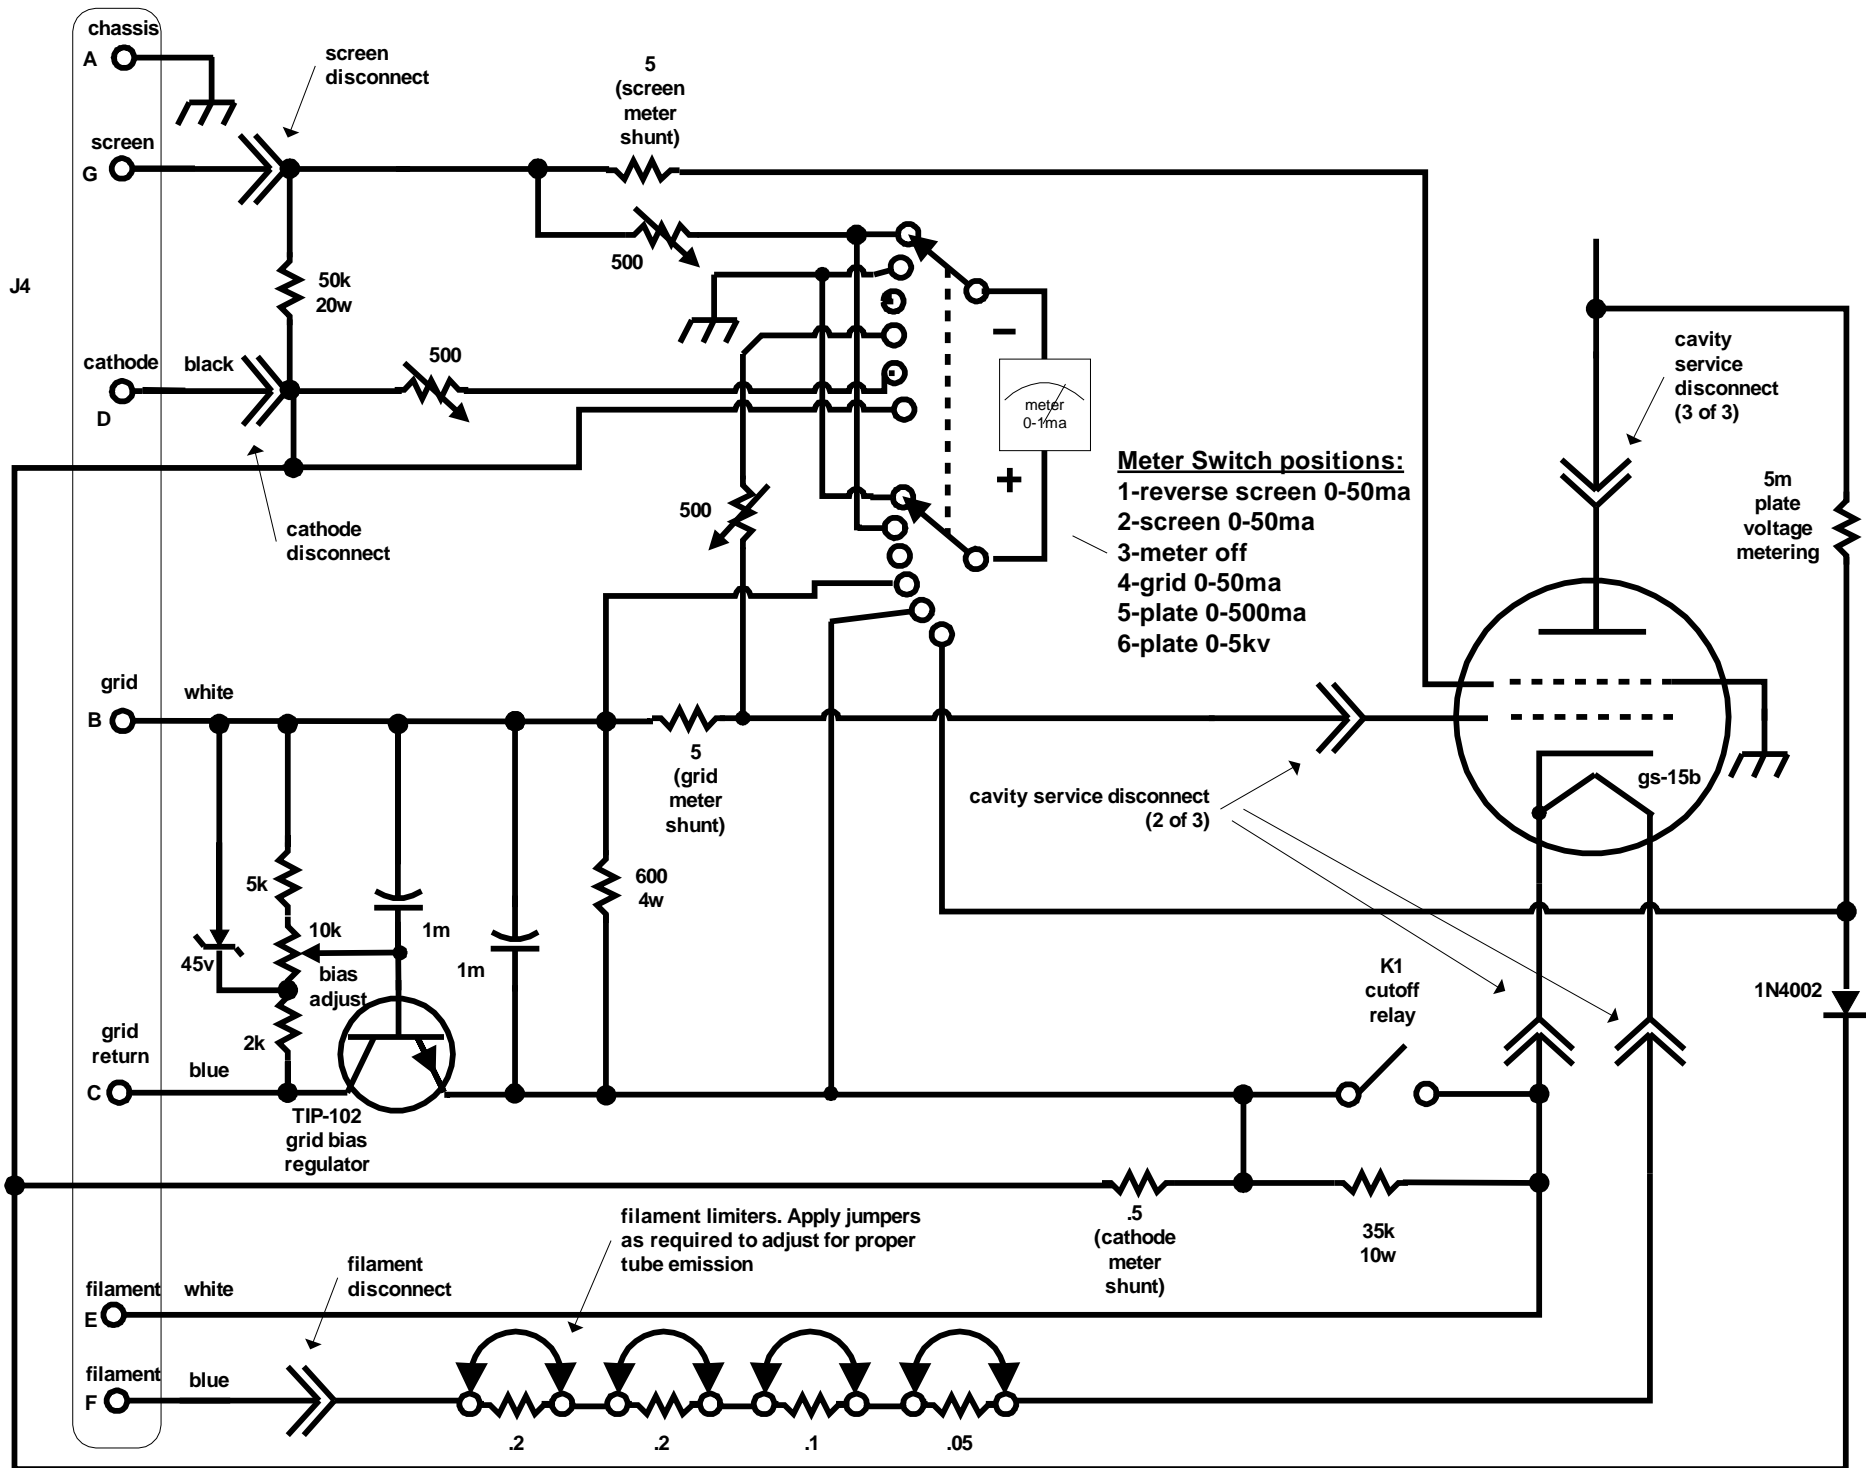 chassis
A
screen
disconnect
5
(screen
meter
shunt)
screen
G
500
J4
50k
20w
cathode
black
D
500
−
meter
0-1ma
+
cavity
service
disconnect
(3 of 3)
cathode
disconnect
500
Meter Switch positions:
1-reverse screen 0-50ma
2-screen 0-50ma
3-meter off
4-grid 0-50ma
5-plate 0-500ma
6-plate 0-5kv
5m
plate
voltage
metering
grid
white
B
5
(grid
meter
shunt)
gs-15b
cavity service disconnect
(2 of 3)
5k
10k
bias
adjust
45v
1m
1m
600
4w
K1
cutoff
relay
1N4002
2k
grid
return
blue
C
TIP-102
grid bias
regulator
.5
(cathode
meter
shunt)
35k
10w
filament limiters. Apply jumpers
as required to adjust for proper
tube emission
filament
disconnect
filament
white
E
filament
blue
F
.2
.2
.1
.05